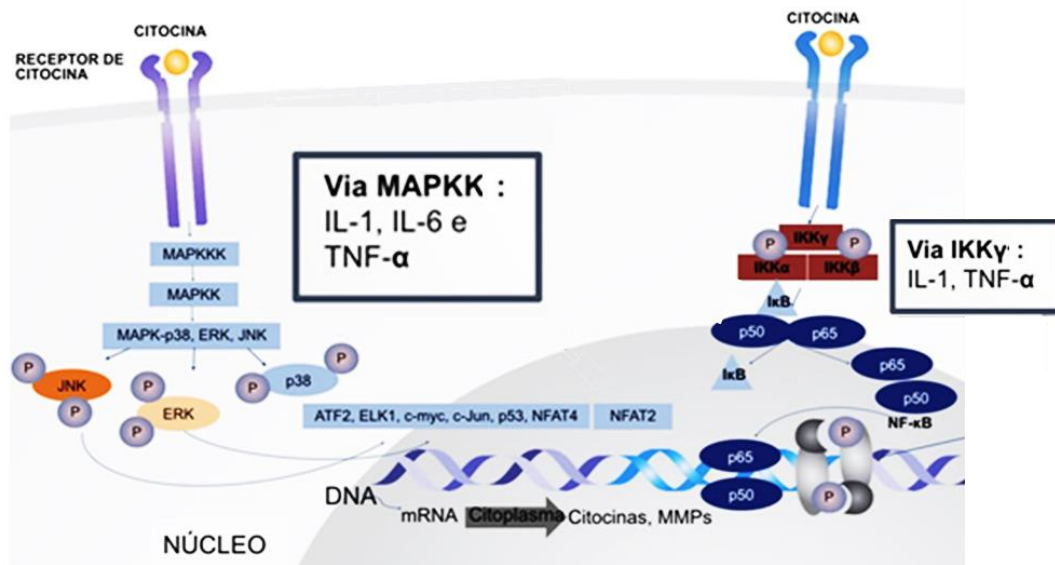 CITOCINA
RECEPTOR DE
CITOCINA
Via MAPKK :
IL-1, IL-6 e
TNF-α
MAPKKK
MAPKK
MAPK-p38, ERK, JNK
P
JNK
P
P
ERK
P
P
p38
P
CITOCINA
P
IKKγ
P
IKKα
IKKβ
Via IKKγ :
IL-1, TNF-α
IκB
p50
p65
IκB
p65
p50
NF-κB
ATF2, ELK1, c-myc, c-Jun, p53, NFAT4
NFAT2
p65
p50
P
P
DNA
mRNA
Citoplasma
Citocinas, MMPs
NÚCLEO